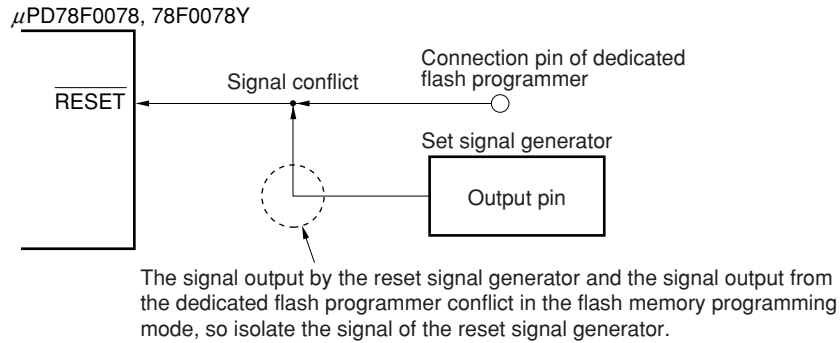 μPD78F0078, 78F0078Y
Connection pin of dedicated
flash programmer
Signal conflict
RESET
Set signal generator
Output pin
The signal output by the reset signal generator and the signal output from
the dedicated flash programmer conflict in the flash memory programming
mode, so isolate the signal of the reset signal generator.